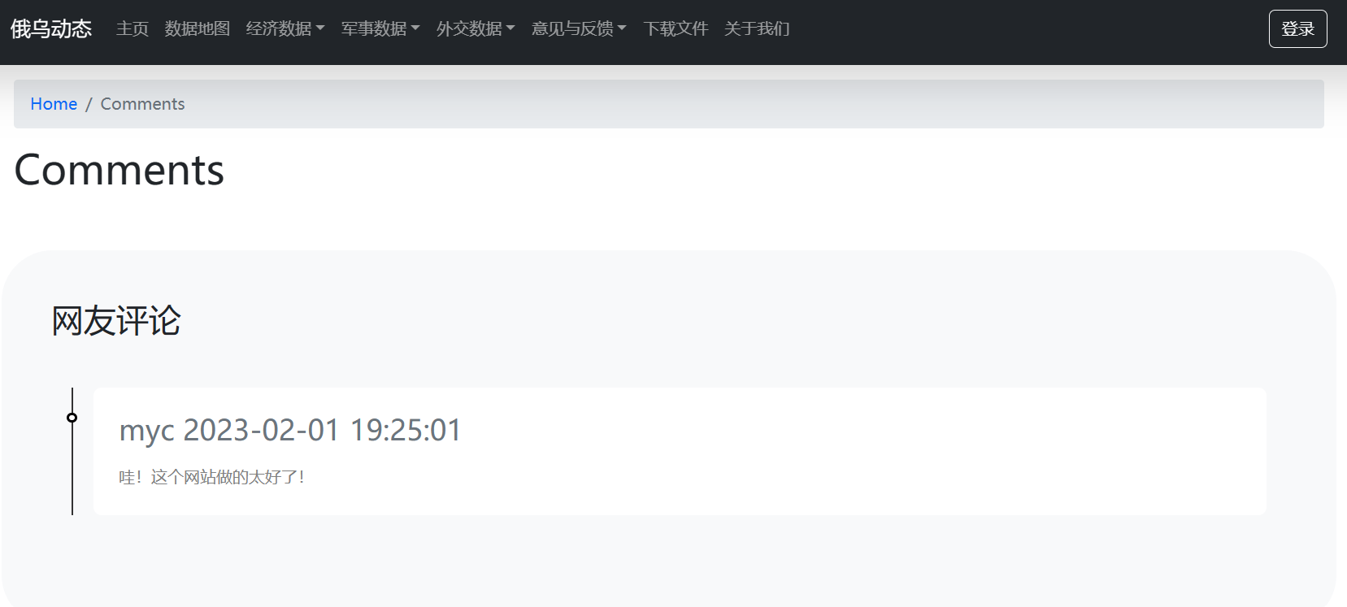 俄乌动态 主页 数据地图 经济数据 军事数据 外交数据 意见与反馈 下载文件 关于我们 登录
Home / Comments
Comments
网友评论
myc 2023-02-01 19:25:01
哇！这个网站做的太好了！